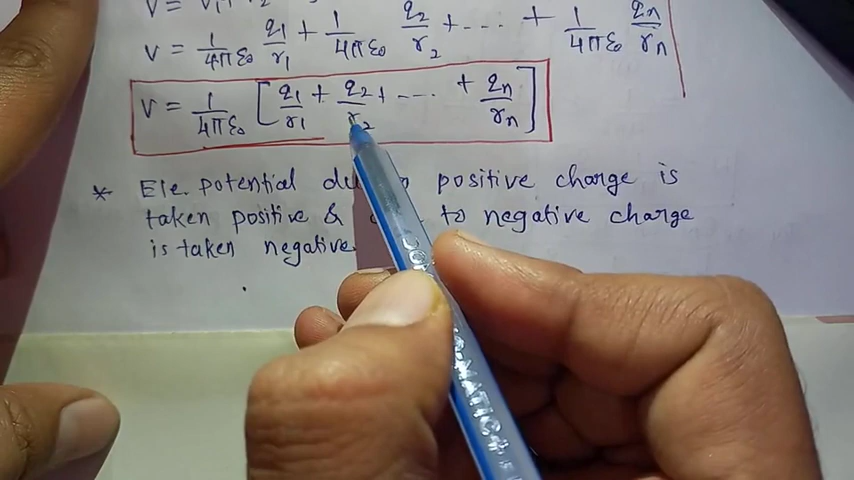 V = 1/4πε₀ q₁/r₁ + 1/4πε₀ q₂/r₂ + ---- + 1/4πε₀ qₙ/rₙ
V = 1/4πε₀ [ q₁/r₁ + q₂/r₂ + ---- + qₙ/rₙ ]
* Ele. potential positive charge is
taken positive & to negative charge
is taken negative